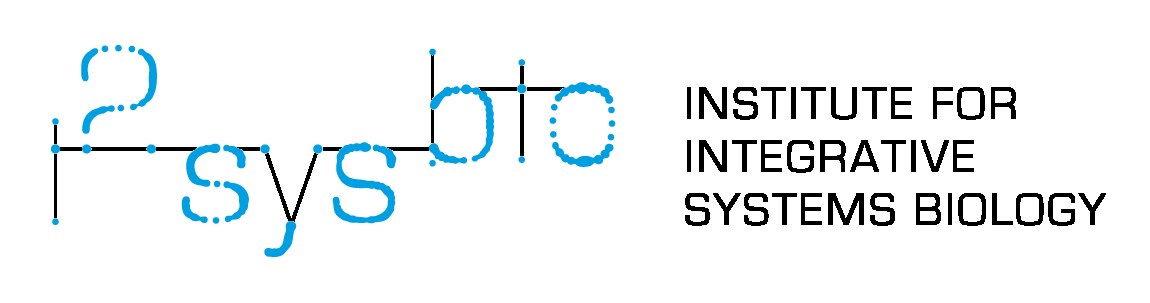 I2sysbio
INSTITUTE FOR
INTEGRATIVE
SYSTEMS BIOLOGY